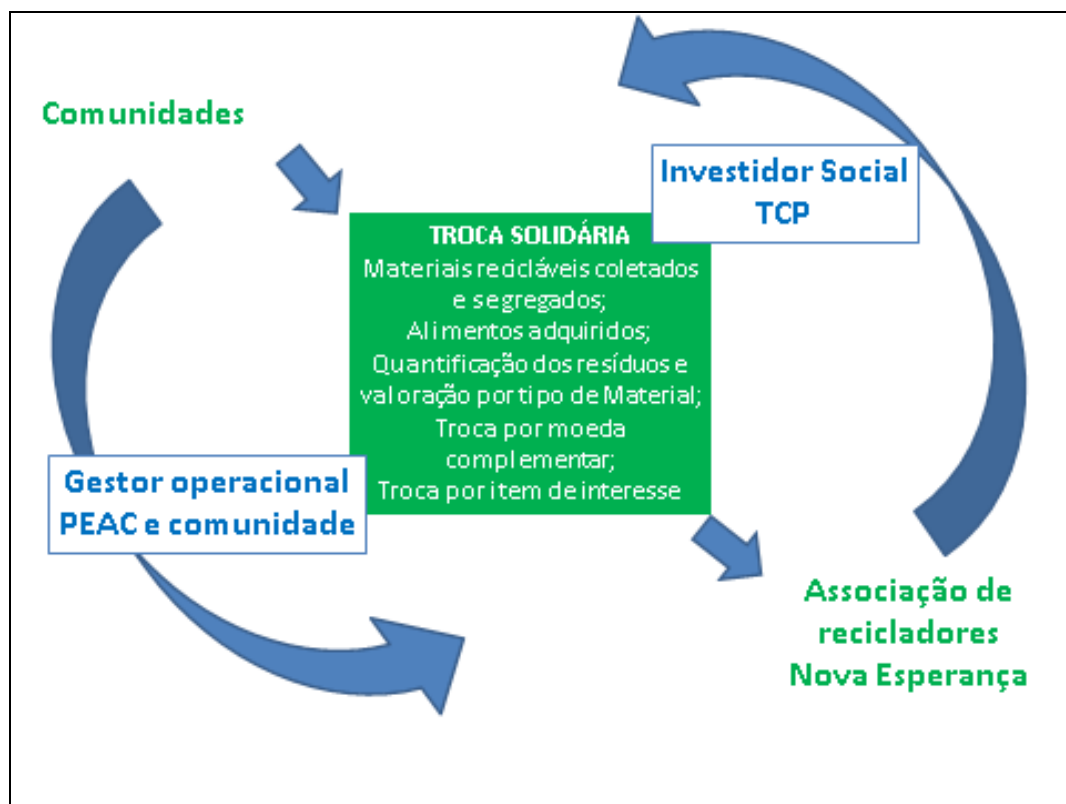 Comunidades
Investidor Social
TCP
TROCA SOLIDÁRIA
Materiais recicláveis coletados
e segregados;
Alimentos adquiridos;
Quantificação dos resíduos e
valoração por tipo de Material;
Troca por moeda
complementar;
Troca por item de interesse
Gestor operacional
PEAC e comunidade
Associação de
recicladores
Nova Esperança